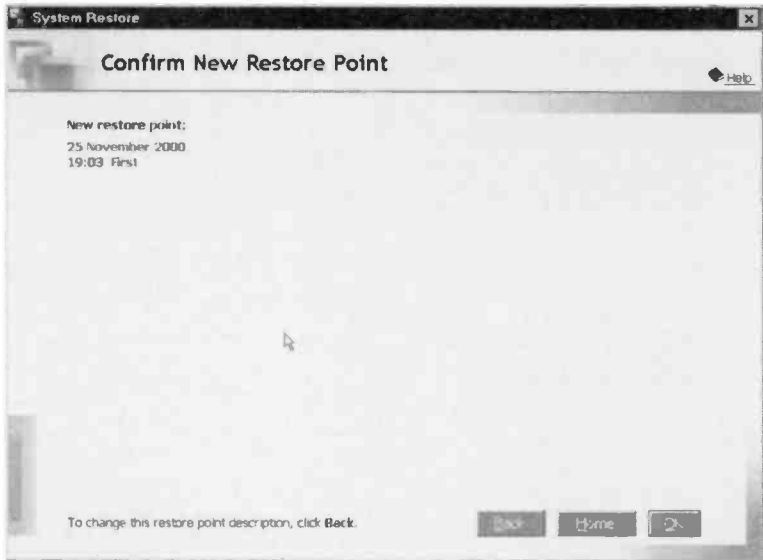 System Restore
Confirm New Restore Point
Help
New restore point:
25 November 2000
19:03 First
To change this restore point description, click Back.
Back Home OK